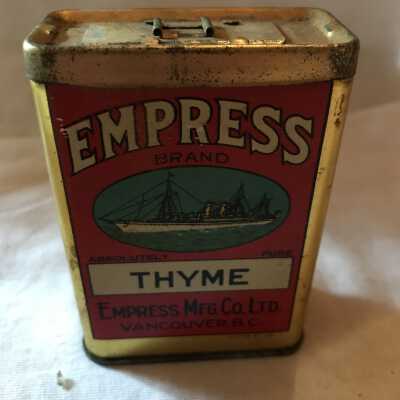 EMPRESS
BRAND
ABSOLUTELY PURE
THYME
EMPRESS MFG. CO. LTD.
VANCOUVER, B.C.